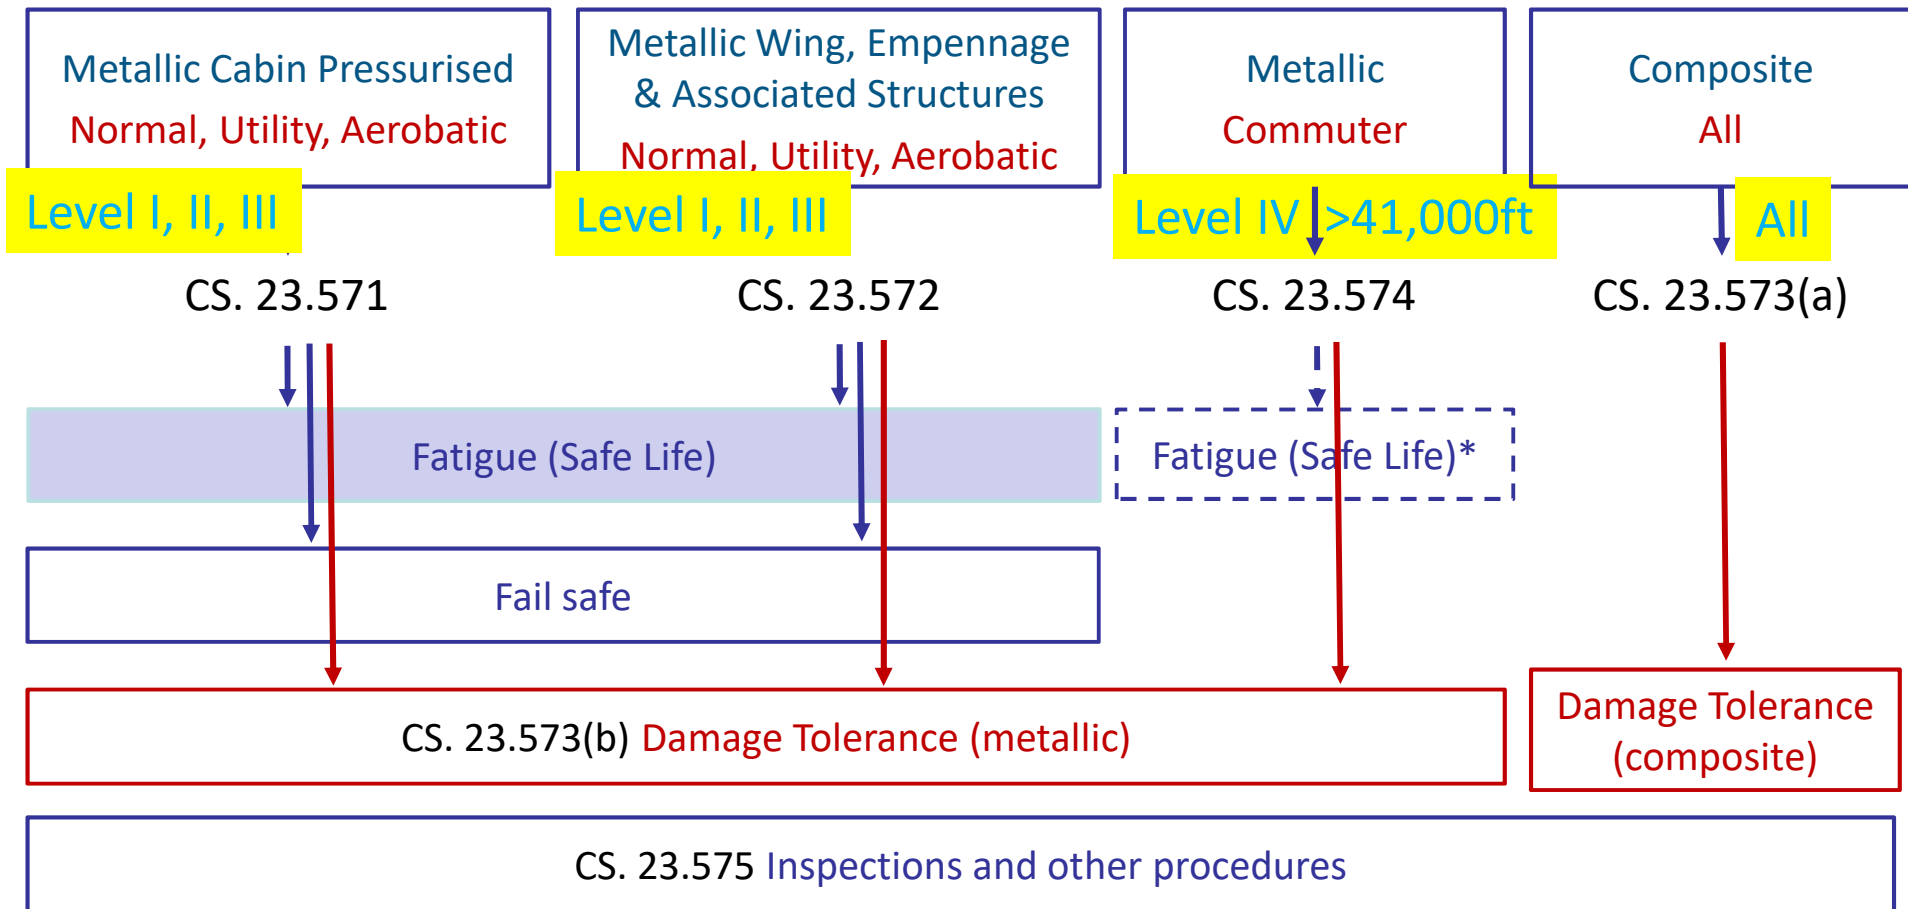 Metallic Cabin Pressurised
Normal, Utility, Aerobatic
Level I, II, III
Metallic Wing, Empennage
& Associated Structures
Normal, Utility, Aerobatic
Level I, II, III
Metallic
Commuter
Level IV >41,000ft
Composite
All
All
CS. 23.571
CS. 23.572
CS. 23.574
CS. 23.573(a)
Fatigue (Safe Life)
Fatigue (Safe Life)*
Fail safe
CS. 23.573(b) Damage Tolerance (metallic)
Damage Tolerance
(composite)
CS. 23.575 Inspections and other procedures